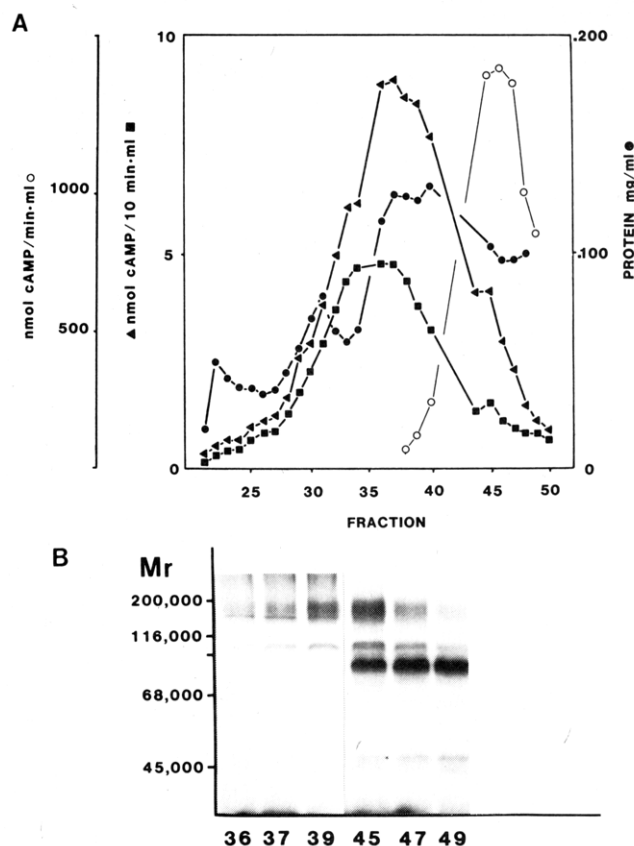 A
nmol cAMP/min-ml ○
1000
500
▲ nmol cAMP/10 min-ml ■
10
5
0
.200
.100
0
PROTEIN mg/ml ●
25 30 35 40 45 50
FRACTION
B
Mr
200,000
116,000
68,000
45,000
36 37 39 45 47 49